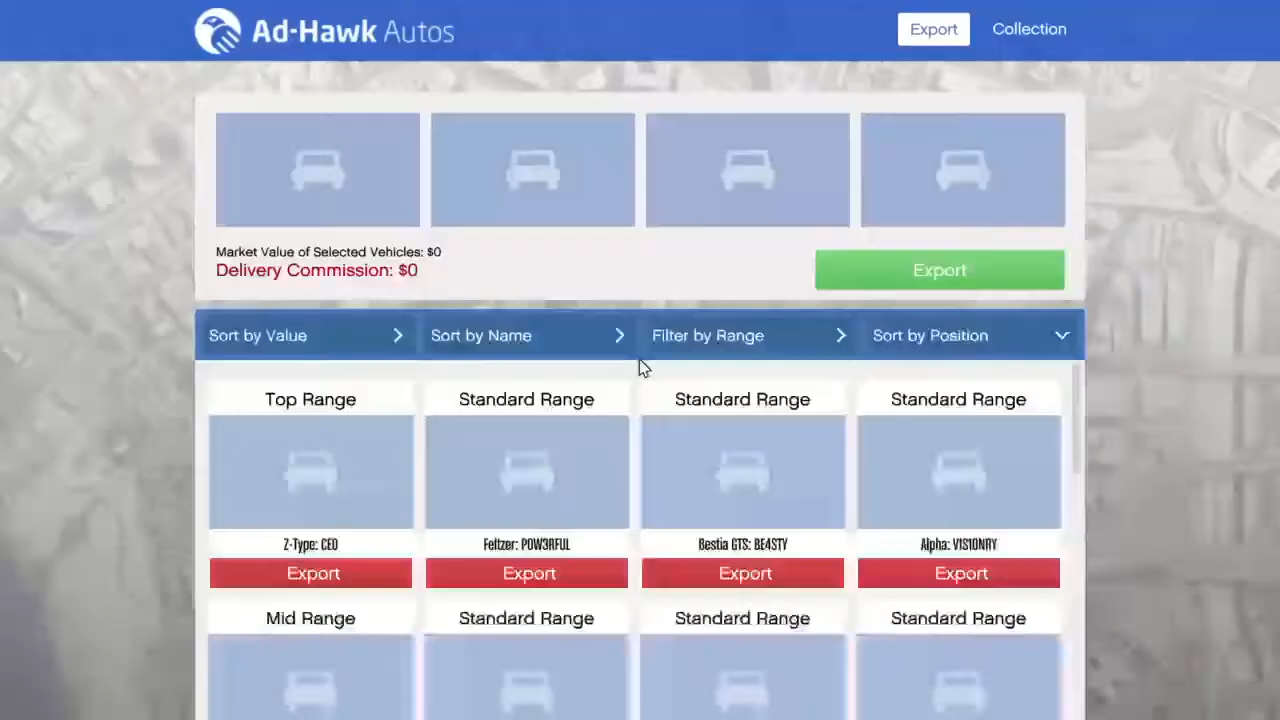 Ad-Hawk Autos
Export
Collection
Market Value of Selected Vehicles: $0
Delivery Commission: $0
Export
Sort by Value
Sort by Name
Filter by Range
Sort by Position
Top Range
Standard Range
Standard Range
Standard Range
Z-Type: CEO
Feltzer: POW3RFUL
Bestia GTS: BE4STY
Alpha: V1S10NRY
Export
Export
Export
Export
Mid Range
Standard Range
Standard Range
Standard Range